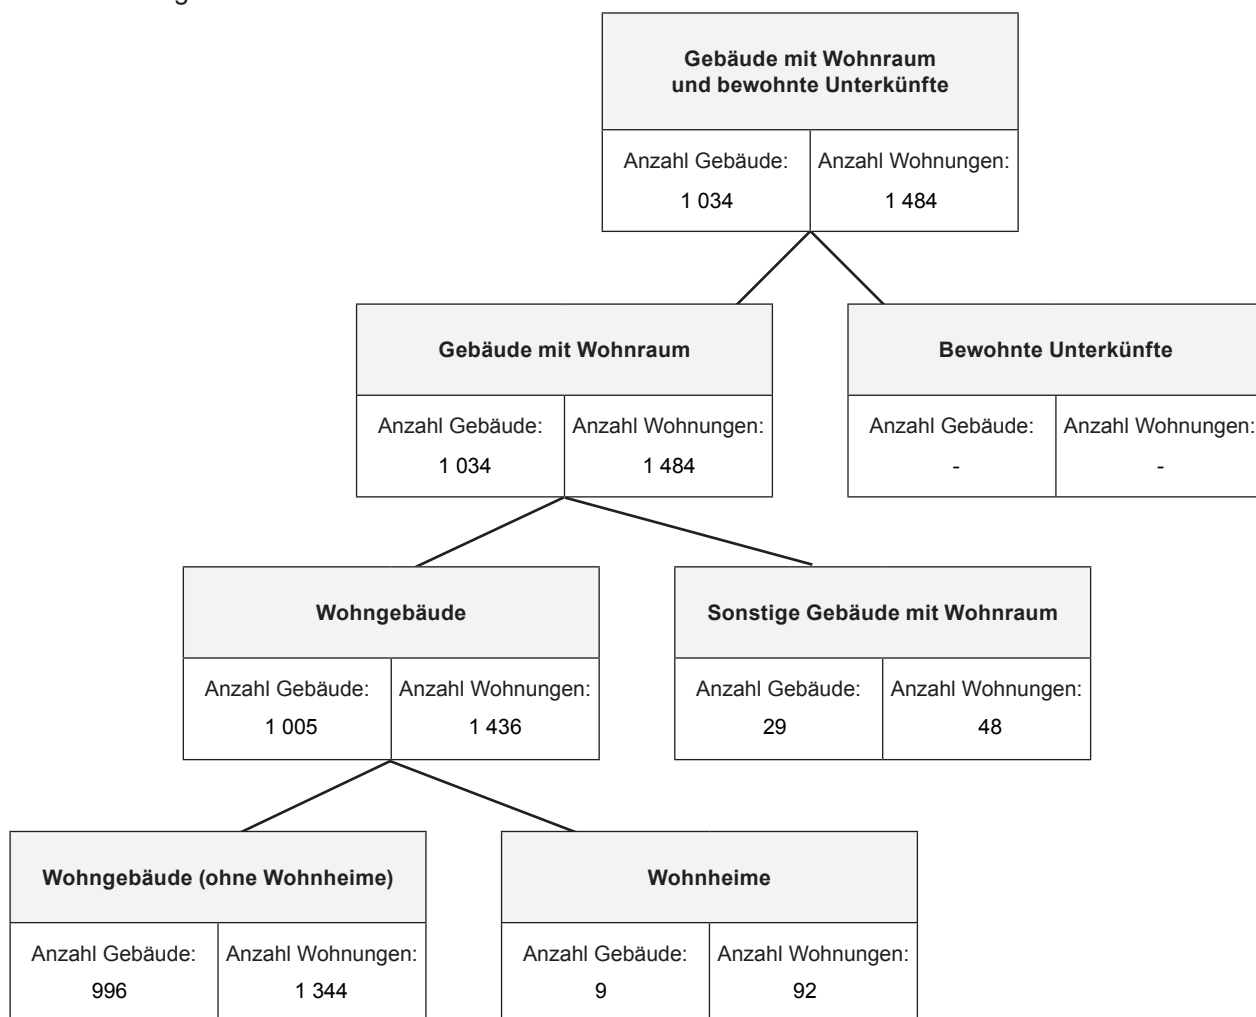 Gebäude mit Wohnraum
und bewohnte Unterkünfte
Anzahl Gebäude: Anzahl Wohnungen:
1 034 1 484
Gebäude mit Wohnraum Bewohnte Unterkünfte
Anzahl Gebäude: Anzahl Wohnungen: Anzahl Gebäude: Anzahl Wohnungen:
1 034 1 484 - -
Wohngebäude Sonstige Gebäude mit Wohnraum
Anzahl Gebäude: Anzahl Wohnungen: Anzahl Gebäude: Anzahl Wohnungen:
1 005 1 436 29 48
Wohngebäude (ohne Wohnheime) Wohnheime
Anzahl Gebäude: Anzahl Wohnungen: Anzahl Gebäude: Anzahl Wohnungen:
996 1 344 9 92